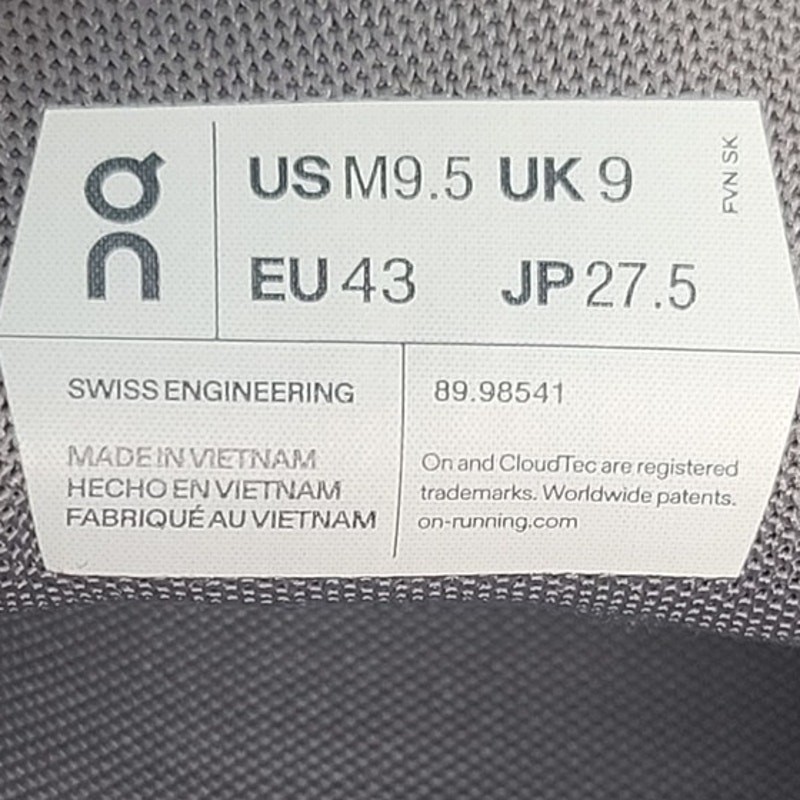 On
US M9.5 UK 9
EU 43 JP 27.5
FVN SK
SWISS ENGINEERING
89.98541
MADE IN VIETNAM
HECHO EN VIETNAM
FABRIQUÉ AU VIETNAM
On and CloudTec are registered
trademarks. Worldwide patents.
on-running.com